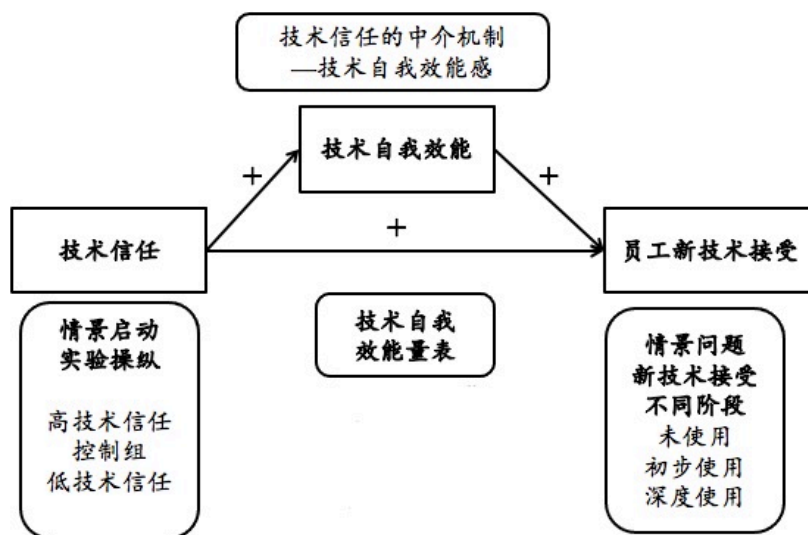 技术信任的中介机制
—技术自我效能感
技术自我效能
+
+
+
技术信任
员工新技术接受
情景启动
实验操纵
高技术信任
控制组
低技术信任
技术自我
效能量表
情景问题
新技术接受
不同阶段
未使用
初步使用
深度使用